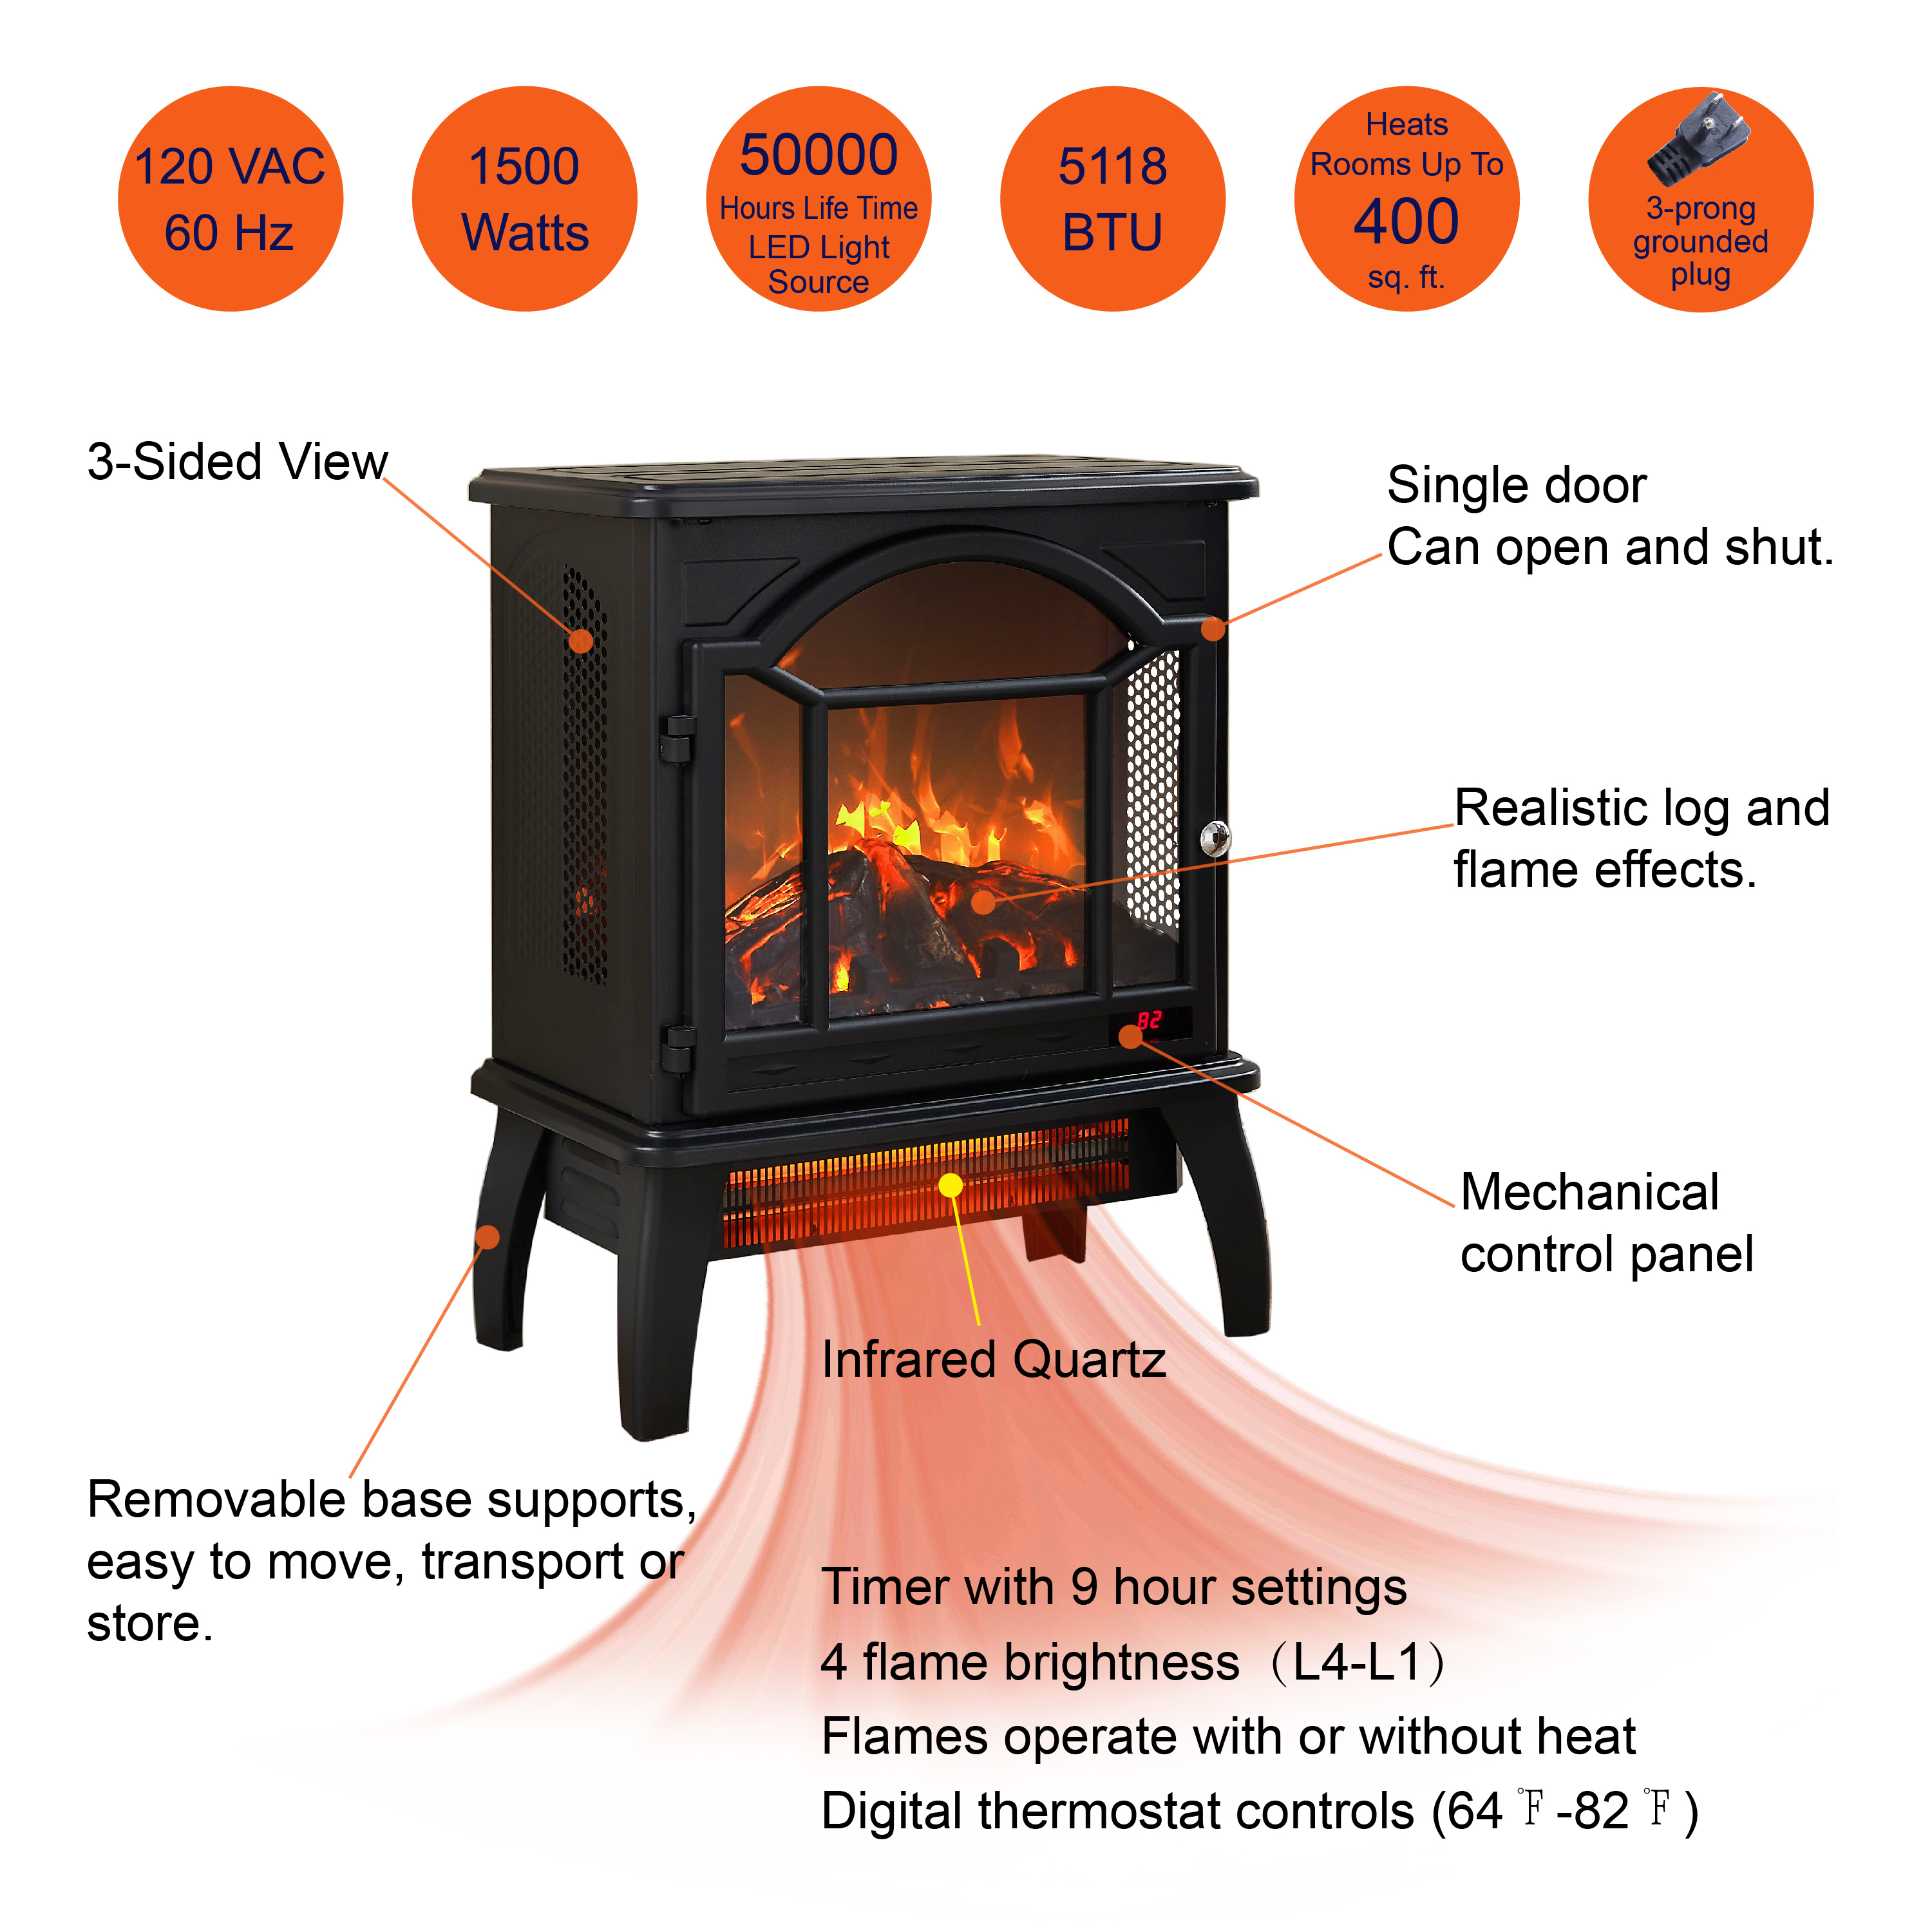 120 VAC
60 Hz
1500
Watts
50000
Hours Life Time
LED Light
Source
5118
BTU
Heats
Rooms Up To
400
sq. ft.
3-prong
grounded
plug
3-Sided View
Single door
Can open and shut.
Realistic log and
flame effects.
82
Mechanical
control panel
Infrared Quartz
Removable base supports,
easy to move, transport or
store.
Timer with 9 hour settings
4 flame brightness（L4-L1）
Flames operate with or without heat
Digital thermostat controls (64 ℉ -82 ℉ )